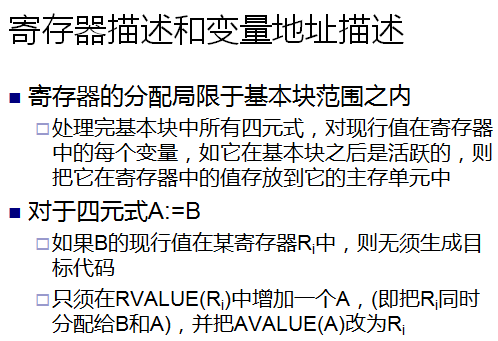 寄存器描述和变量地址描述
寄存器的分配局限于基本块范围之内
处理完基本块中所有四元式，对现行值在寄存器
中的每个变量，如它在基本块之后是活跃的，则
把它在寄存器中的值存放到它的主存单元中
对于四元式A:=B
如果B的现行值在某寄存器Ri中，则无须生成目
标代码
只须在RVALUE(Ri)中增加一个A，(即把Ri同时
分配给B和A)，并把AVALUE(A)改为Ri